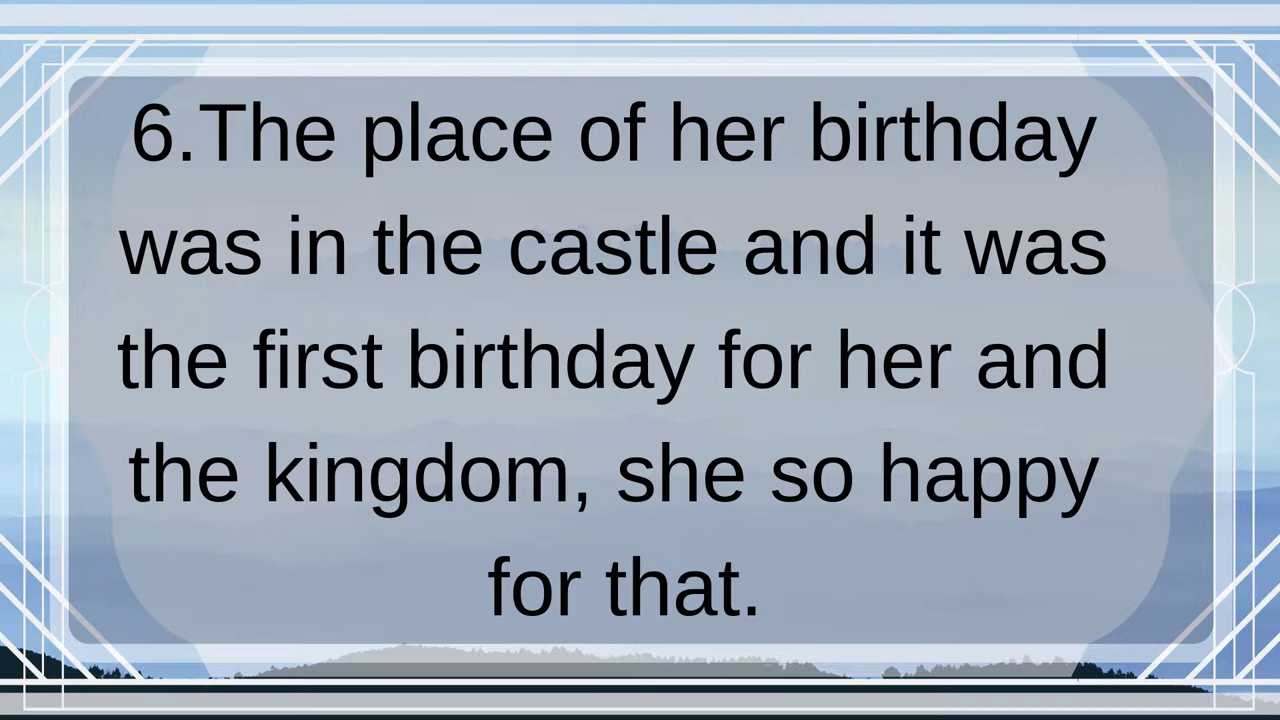 6.The place of her birthday
was in the castle and it was
the first birthday for her and
the kingdom, she so happy
for that.